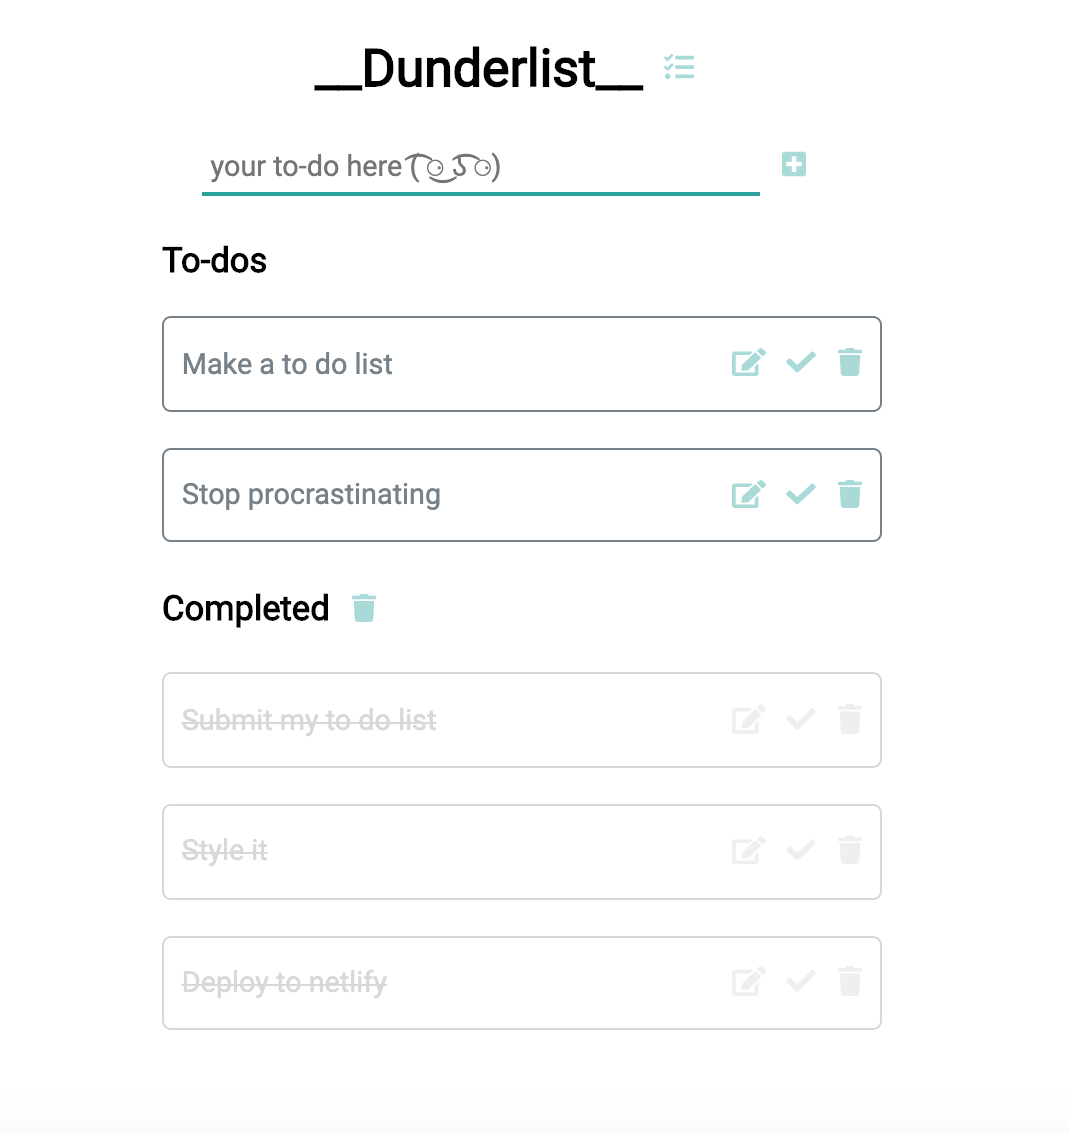 __Dunderlist__
your to-do here ( ͡° ͜ʖ ͡°)
To-dos
Make a to do list
Stop procrastinating
Completed
Submit my to do list
Style it
Deploy to netlify